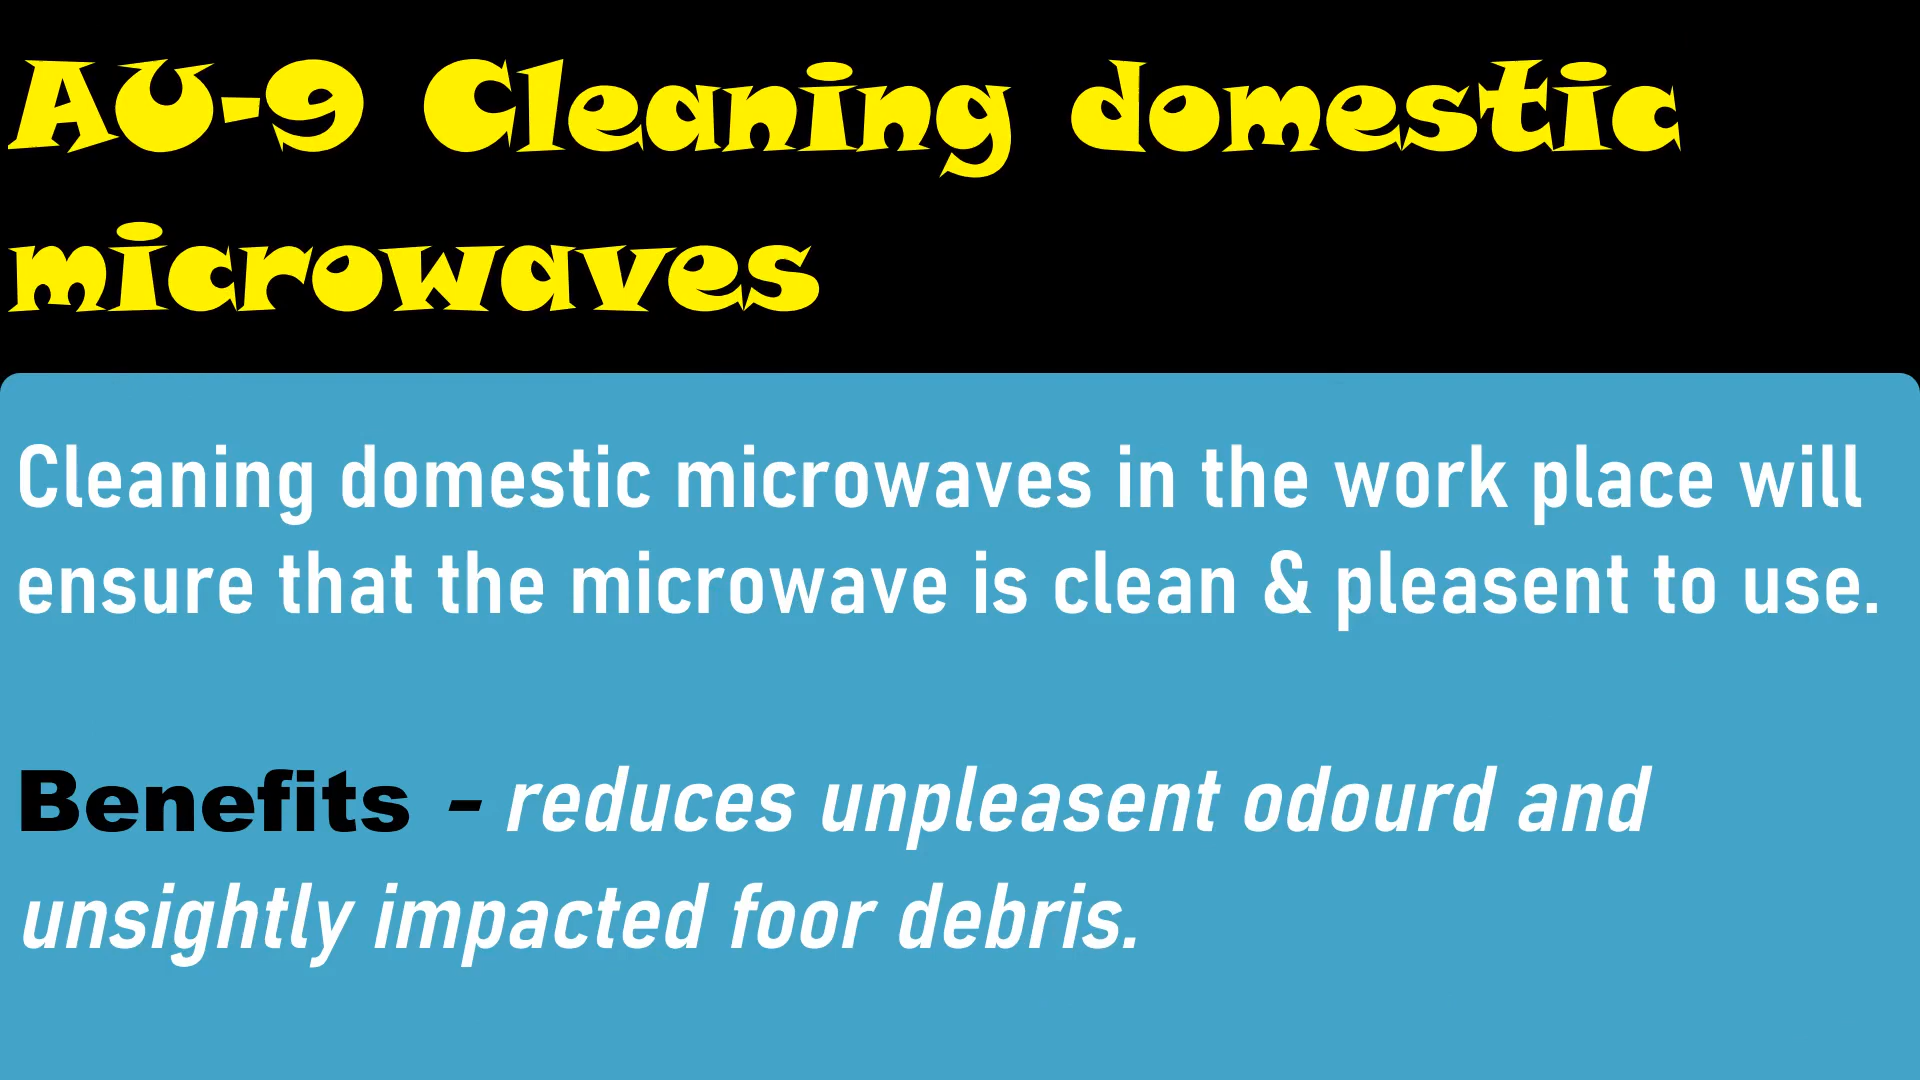 AU-9 Cleaning domestic
microwaves
Cleaning domestic microwaves in the work place will
ensure that the microwave is clean & pleasent to use.
Benefits - reduces unpleasent odourd and
unsightly impacted foor debris.